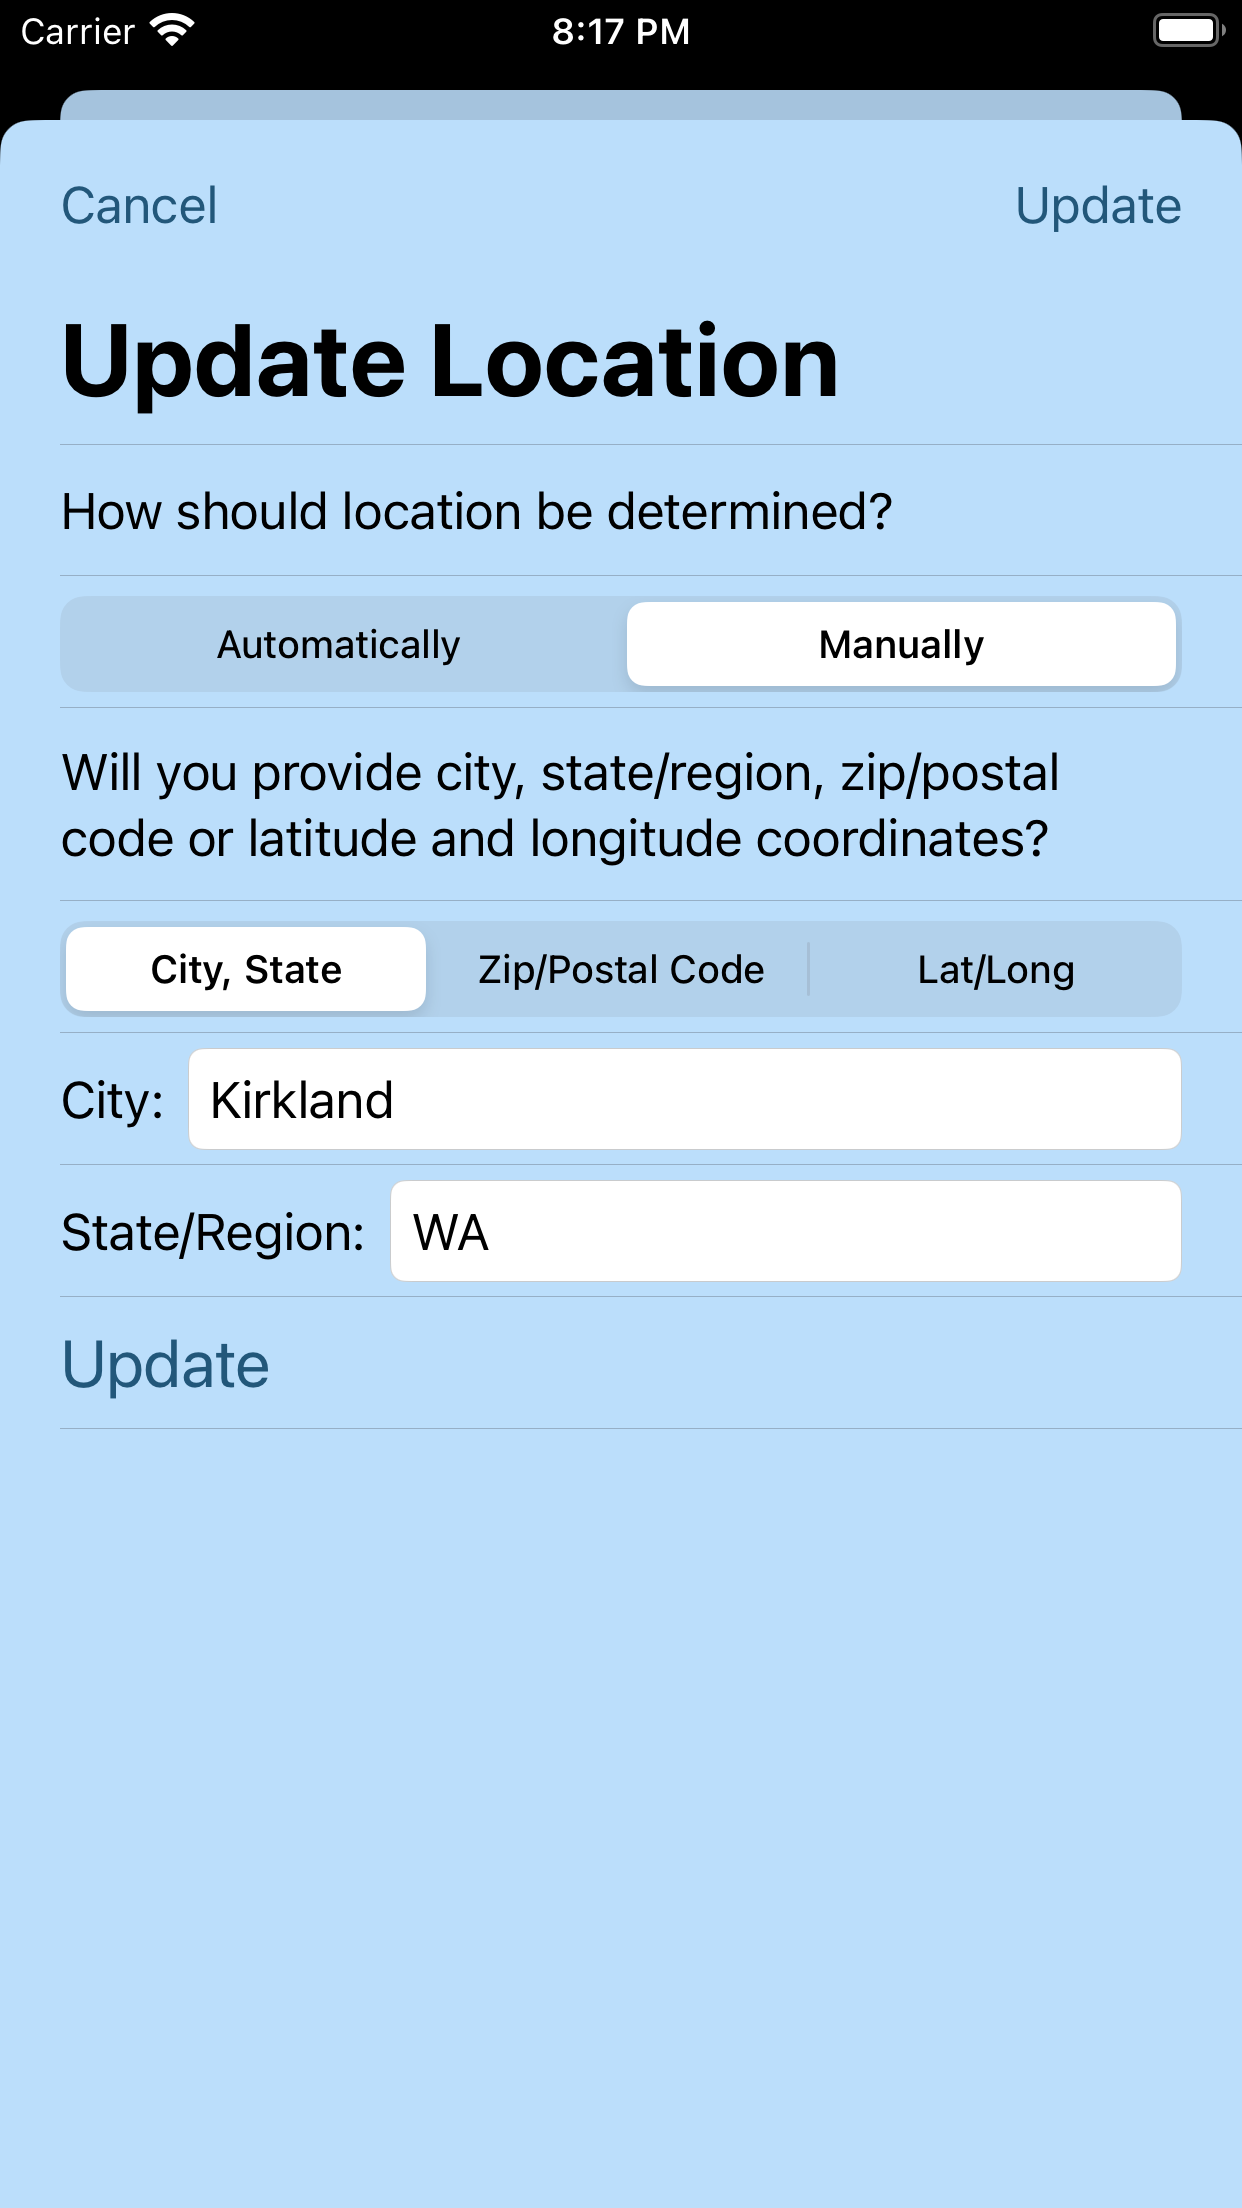 Carrier 8:17 PM
Cancel Update
Update Location
How should location be determined?
Automatically Manually
Will you provide city, state/region, zip/postal
code or latitude and longitude coordinates?
City, State Zip/Postal Code Lat/Long
City: Kirkland
State/Region: WA
Update